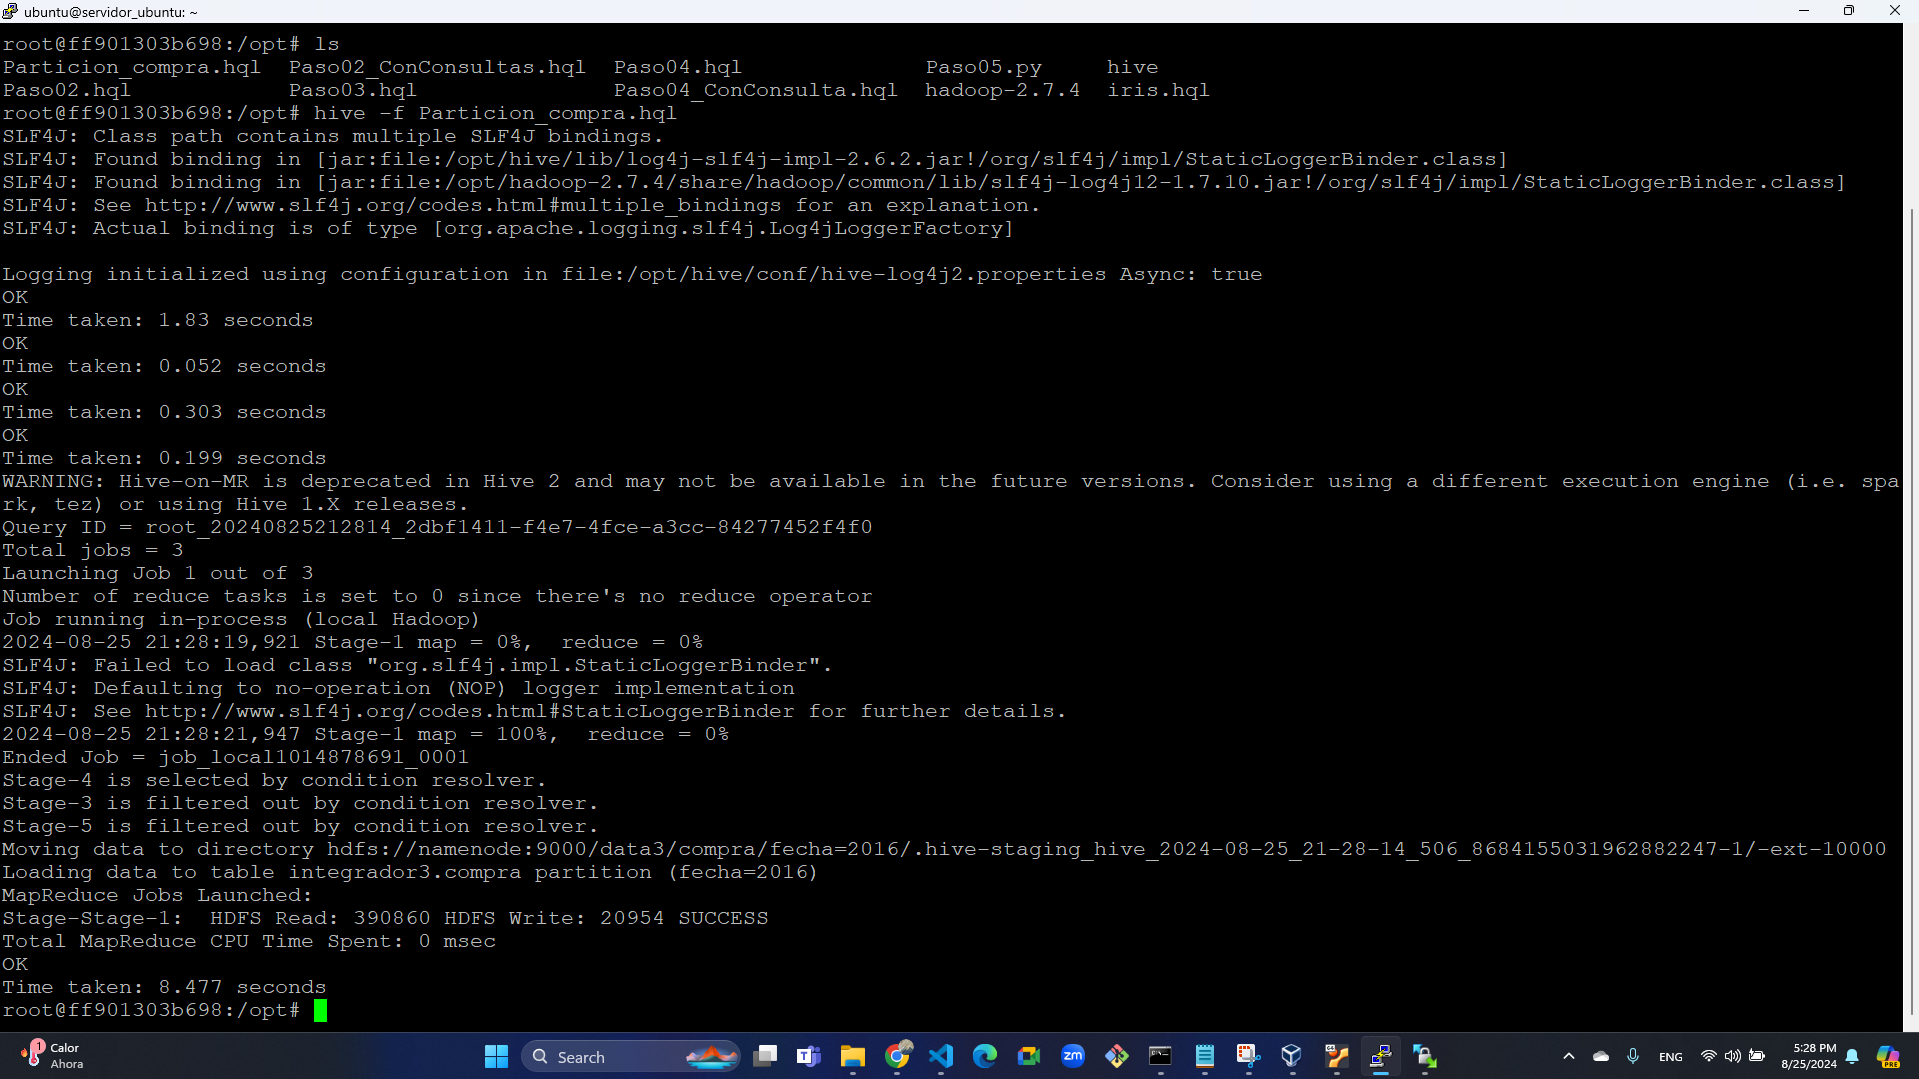 ubuntu@servidor_ubuntu: ~
root@ff901303b698:/opt# ls
Particion_compra.hql  Paso02_ConConsultas.hql  Paso04.hql              Paso05.py     hive
Paso02.hql            Paso03.hql               Paso04_ConConsulta.hql  hadoop-2.7.4  iris.hql
root@ff901303b698:/opt# hive -f Particion_compra.hql
SLF4J: Class path contains multiple SLF4J bindings.
SLF4J: Found binding in [jar:file:/opt/hive/lib/log4j-slf4j-impl-2.6.2.jar!/org/slf4j/impl/StaticLoggerBinder.class]
SLF4J: Found binding in [jar:file:/opt/hadoop-2.7.4/share/hadoop/common/lib/slf4j-log4j12-1.7.10.jar!/org/slf4j/impl/StaticLoggerBinder.class]
SLF4J: See http://www.slf4j.org/codes.html#multiple_bindings for an explanation.
SLF4J: Actual binding is of type [org.apache.logging.slf4j.Log4jLoggerFactory]

Logging initialized using configuration in file:/opt/hive/conf/hive-log4j2.properties Async: true
OK
Time taken: 1.83 seconds
OK
Time taken: 0.052 seconds
OK
Time taken: 0.303 seconds
OK
Time taken: 0.199 seconds
WARNING: Hive-on-MR is deprecated in Hive 2 and may not be available in the future versions. Consider using a different execution engine (i.e. spa
rk, tez) or using Hive 1.X releases.
Query ID = root_20240825212814_2dbf1411-f4e7-4fce-a3cc-84277452f4f0
Total jobs = 3
Launching Job 1 out of 3
Number of reduce tasks is set to 0 since there's no reduce operator
Job running in-process (local Hadoop)
2024-08-25 21:28:19,921 Stage-1 map = 0%,  reduce = 0%
SLF4J: Failed to load class "org.slf4j.impl.StaticLoggerBinder".
SLF4J: Defaulting to no-operation (NOP) logger implementation
SLF4J: See http://www.slf4j.org/codes.html#StaticLoggerBinder for further details.
2024-08-25 21:28:21,947 Stage-1 map = 100%,  reduce = 0%
Ended Job = job_local1014878691_0001
Stage-4 is selected by condition resolver.
Stage-3 is filtered out by condition resolver.
Stage-5 is filtered out by condition resolver.
Moving data to directory hdfs://namenode:9000/data3/compra/fecha=2016/.hive-staging_hive_2024-08-25_21-28-14_506_8684155031962882247-1/-ext-10000
Loading data to table integrador3.compra partition (fecha=2016)
MapReduce Jobs Launched:
Stage-Stage-1:  HDFS Read: 390860 HDFS Write: 20954 SUCCESS
Total MapReduce CPU Time Spent: 0 msec
OK
Time taken: 8.477 seconds
root@ff901303b698:/opt#
1
Calor
Ahora
Search
zm
ENG
5:28 PM
8/25/2024
PRE